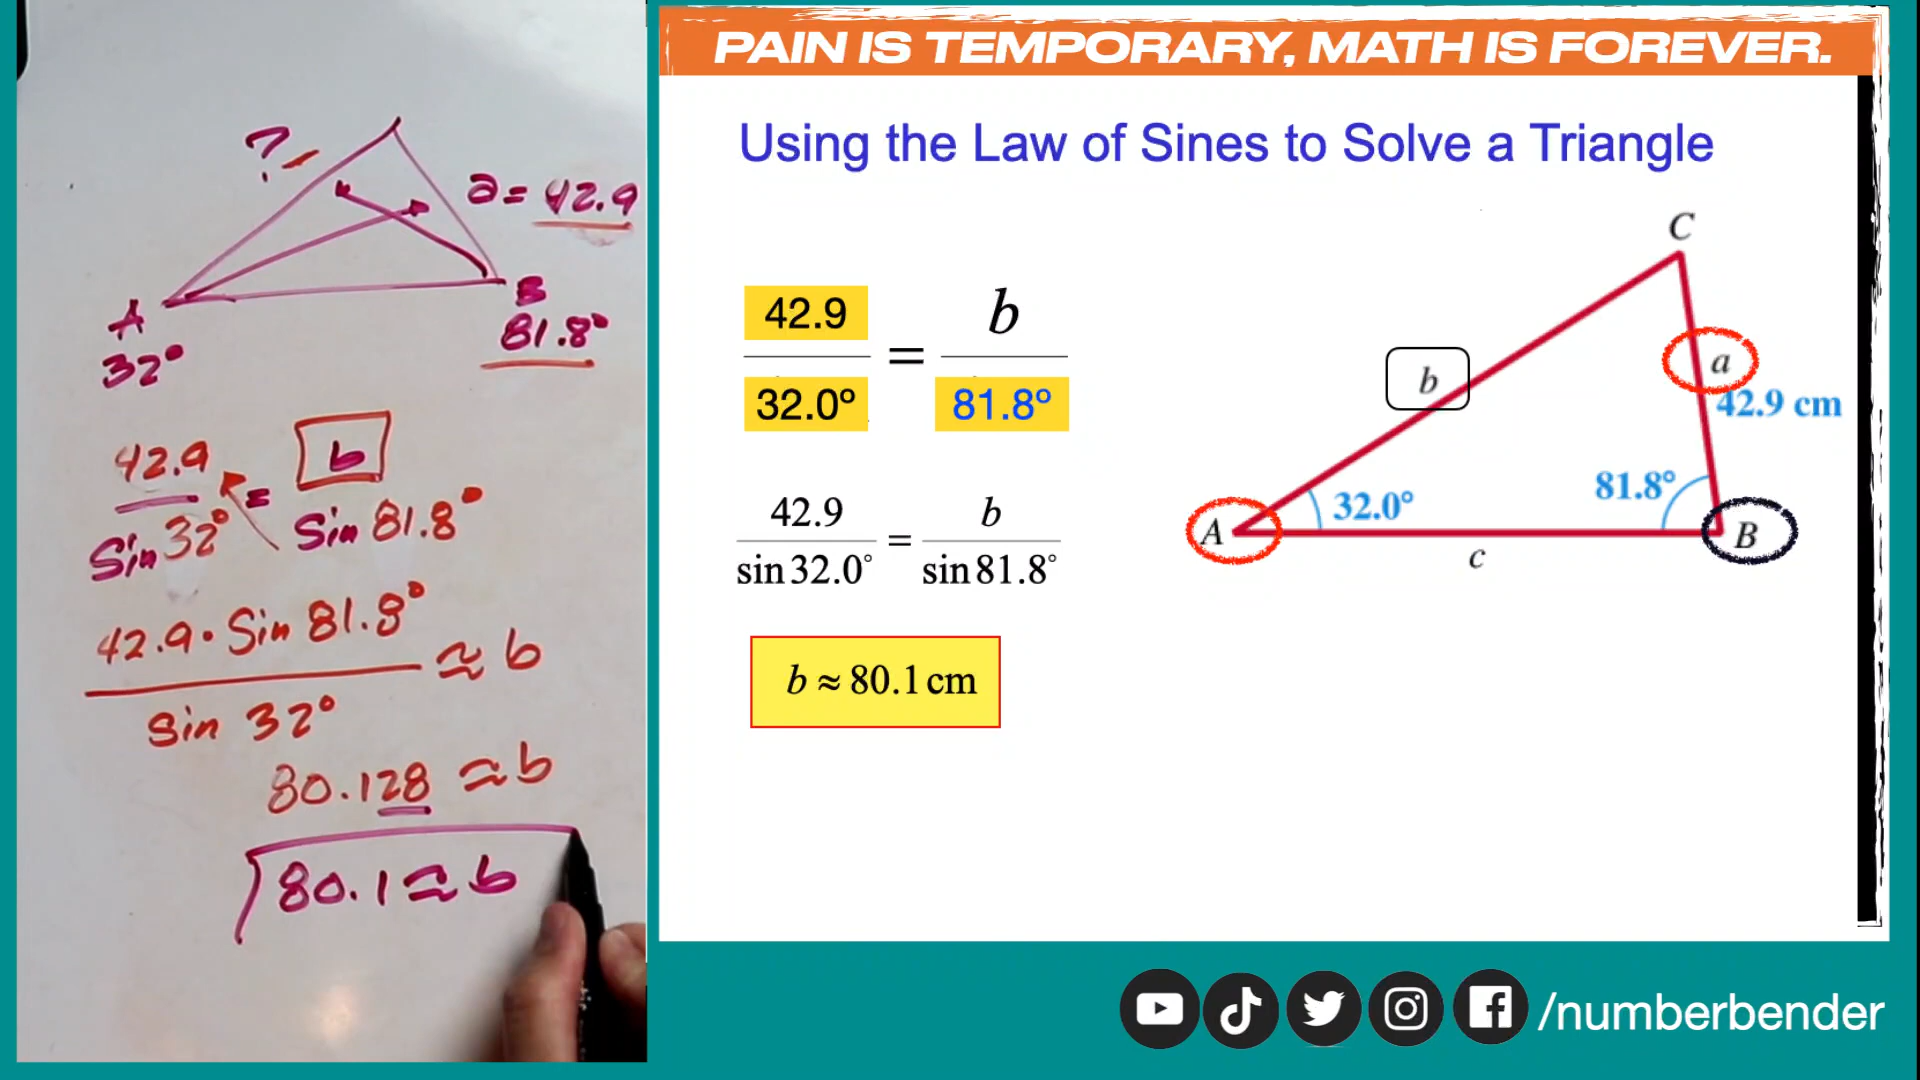 ?
a = 42.9
A
32°
B
81.8°
42.9 = b
Sin 32° Sin 81.8°
42.9 · Sin 81.8° ≈ b
Sin 32°
80.128 ≈ b
80.1 ≈ b
PAIN IS TEMPORARY, MATH IS FOREVER.
Using the Law of Sines to Solve a Triangle
42.9 = b
32.0º 81.8º
42.9 = b
sin 32.0° sin 81.8°
b ≈ 80.1 cm
C
b
a
42.9 cm
32.0°
81.8°
A
B
c
/numberbender